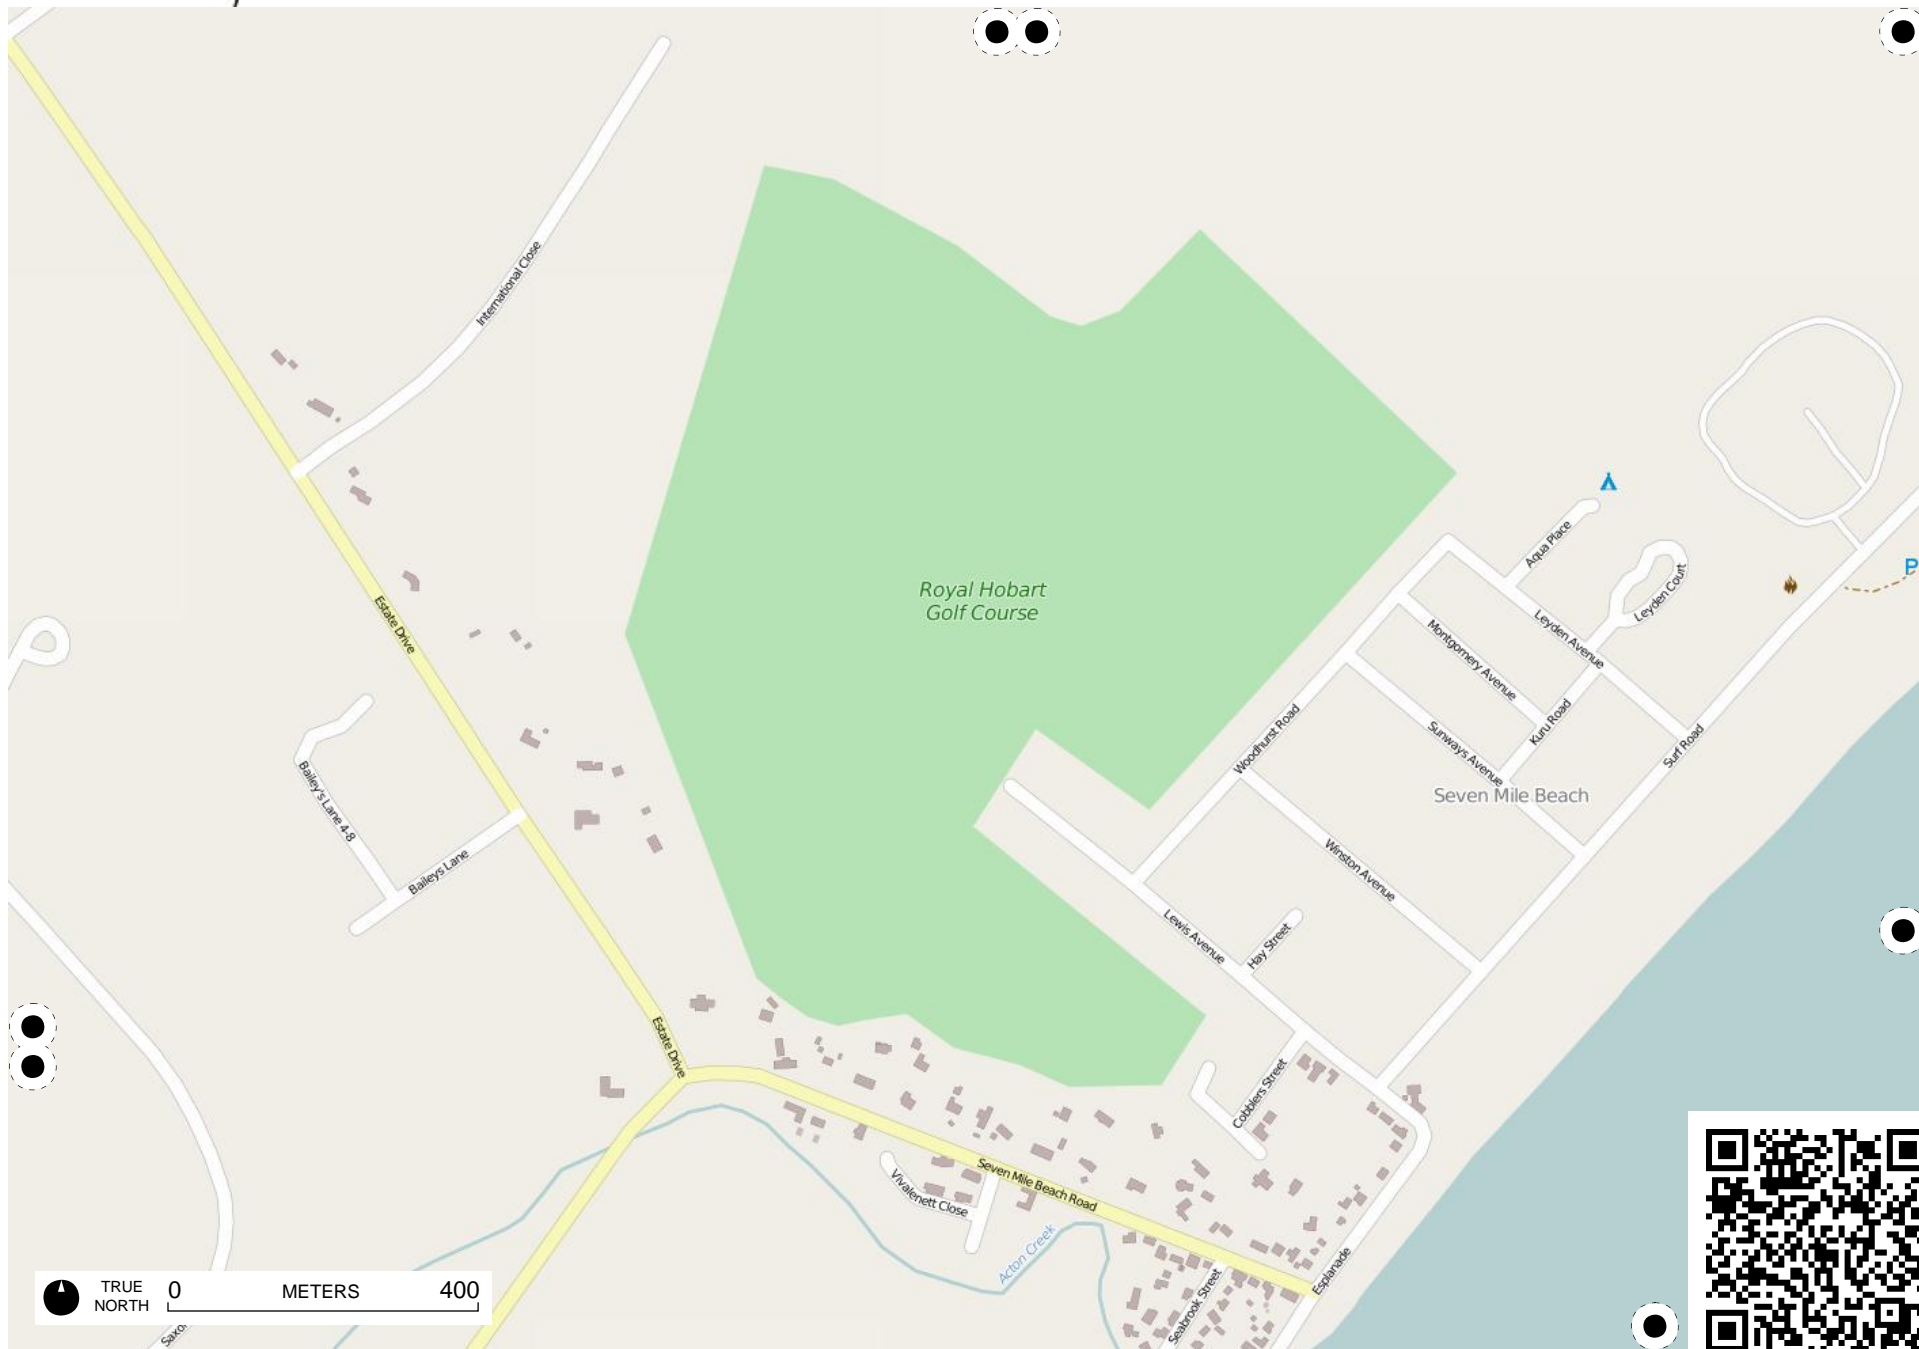 International Close
Aqua Place
P
Leyden Court
Royal Hobart
Golf Course
Estate Drive
Leyden Avenue
Montgomery Avenue
Kuru Road
Woodhurst Road
Sunways Avenue
Surf Road
Seven Mile Beach
Bailey's Lane 4-8
Baileys Lane
Winston Avenue
Lewis Avenue
Hay Street
Estate Drive
Cobblers Street
Seven Mile Beach Road
Vivalenett Close
Acton Creek
Esplanade
Seabrook Street
TRUE
NORTH
0 METERS 400